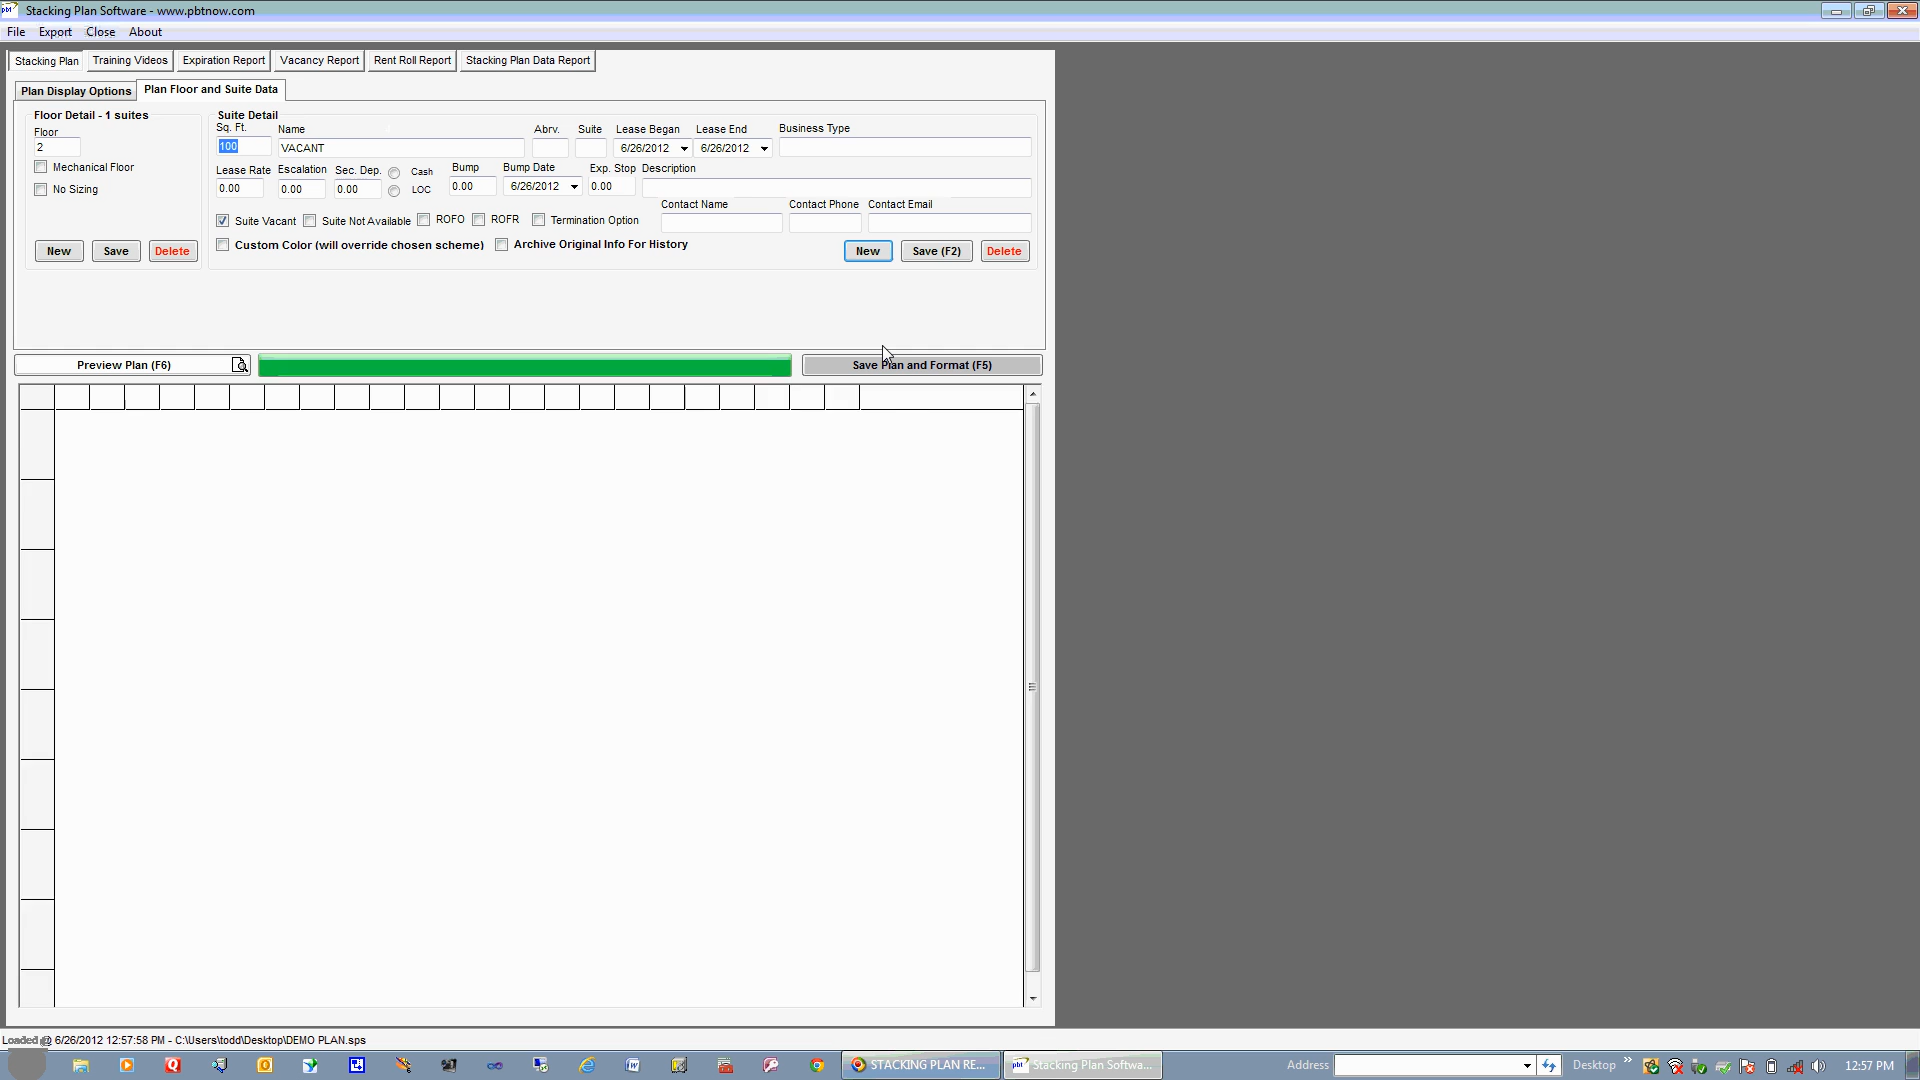 pbt Stacking Plan Software - www.pbtnow.com
File Export Close About
Stacking Plan Training Videos Expiration Report Vacancy Report Rent Roll Report Stacking Plan Data Report
Plan Display Options Plan Floor and Suite Data
Floor Detail - 1 suites Suite Detail
Floor Sq. Ft. Name Abrv. Suite Lease Began Lease End Business Type
2 100 VACANT 6/26/2012 6/26/2012
Mechanical Floor Lease Rate Escalation Sec. Dep. Cash Bump Bump Date Exp. Stop Description
No Sizing 0.00 0.00 0.00 LOC 0.00 6/26/2012 0.00
Contact Name Contact Phone Contact Email
Suite Vacant Suite Not Available ROFO ROFR Termination Option
Custom Color (will override chosen scheme) Archive Original Info For History
New Save Delete New Save (F2) Delete
Preview Plan (F6) Save Plan and Format (F5)
Loaded @ 6/26/2012 12:57:58 PM - C:\Users\todd\Desktop\DEMO PLAN.sps
STACKING PLAN RE... pbt Stacking Plan Softwa... Address Desktop » 12:57 PM